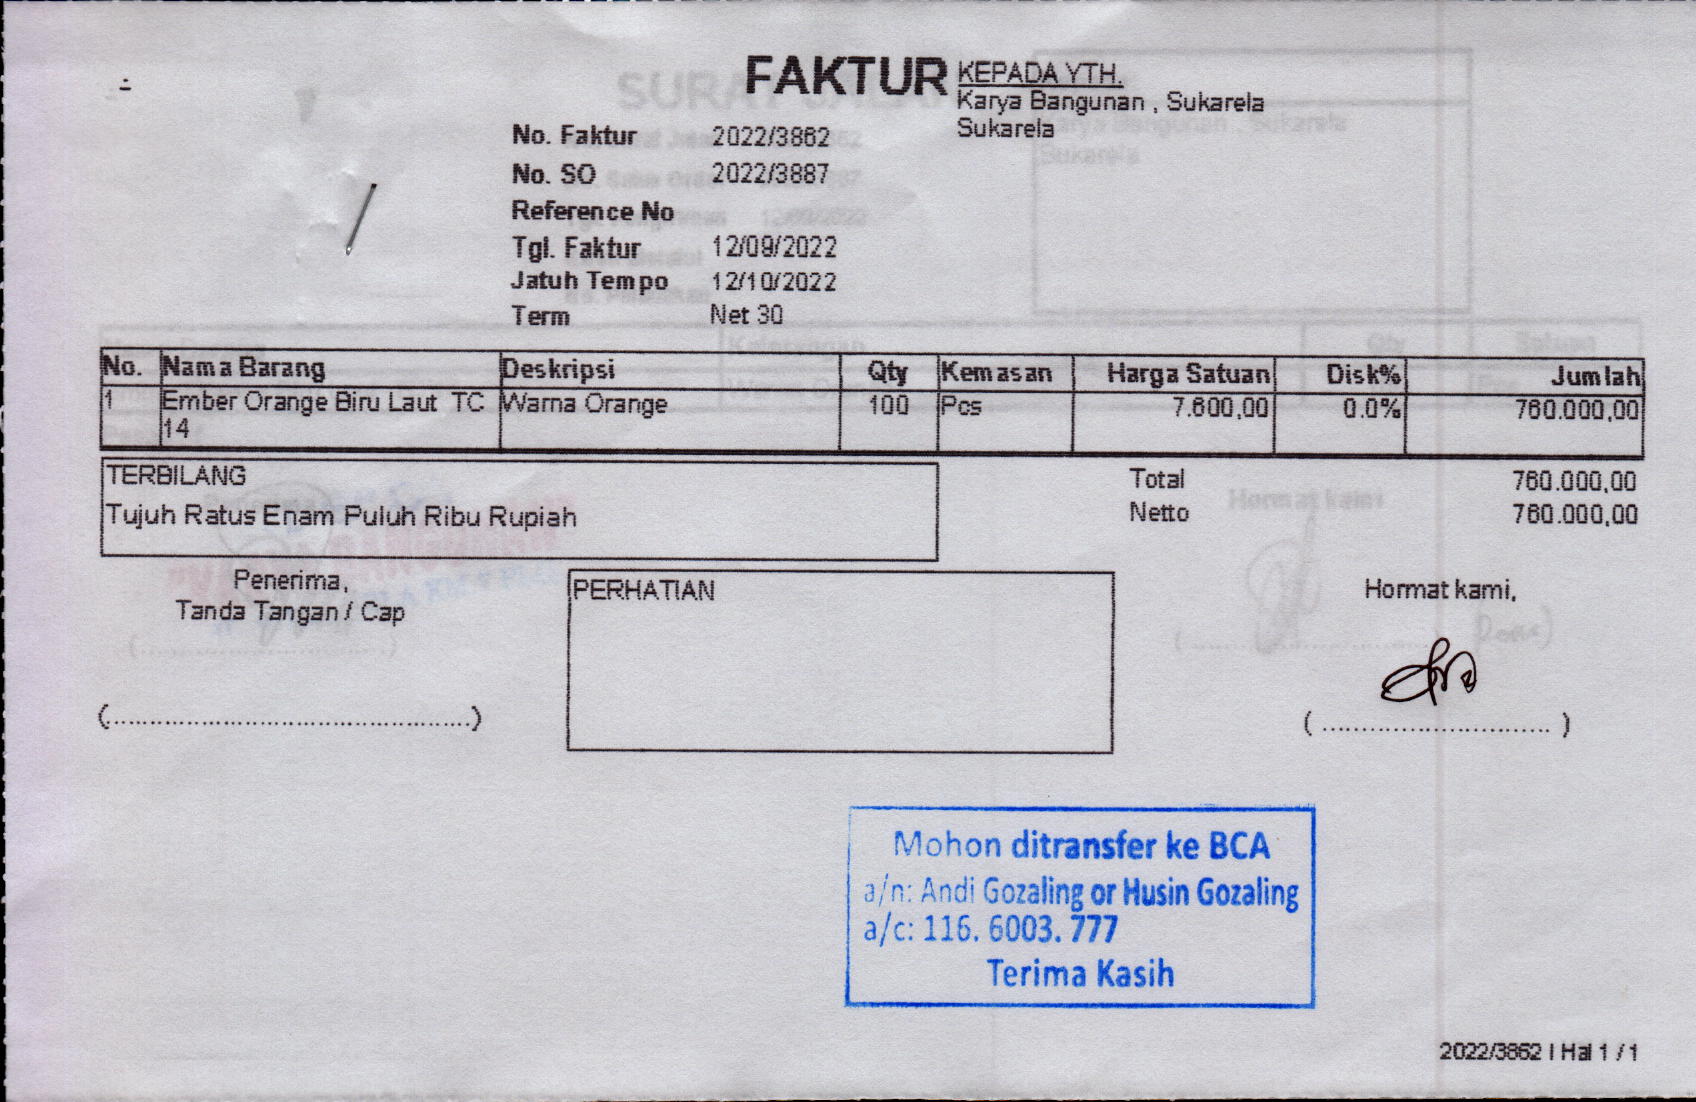 FAKTUR
KEPADA YTH.
Karya Bangunan , Sukarela
Sukarela
No. Faktur 2022/3862
No. SO 2022/3887
Reference No
Tgl. Faktur 12/09/2022
Jatuh Tempo 12/10/2022
Term Net 30
No. Nama Barang Deskripsi Qty Kemasan Harga Satuan Disk% Jumlah
1 Ember Orange Biru Laut TC Warna Orange 100 Pcs 7.600,00 0.0% 760.000,00
14
TERBILANG
Tujuh Ratus Enam Puluh Ribu Rupiah
Total 760.000,00
Netto 760.000,00
Penerima,
Tanda Tangan / Cap
PERHATIAN
Hormat kami,
(..................................................)
( ............................... )
Mohon ditransfer ke BCA
a/n: Andi Gozaling or Husin Gozaling
a/c: 116. 6003. 777
Terima Kasih
2022/3862 | Hal 1 / 1